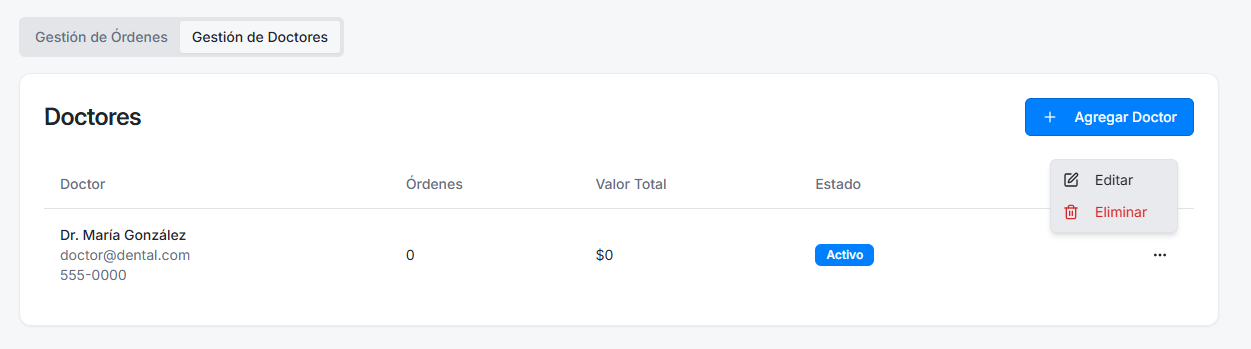 Gestión de Órdenes
Gestión de Doctores
Doctores
Agregar Doctor
Doctor
Órdenes
Valor Total
Estado
Editar
Eliminar
Dr. María González
doctor@dental.com
555-0000
0
$0
Activo